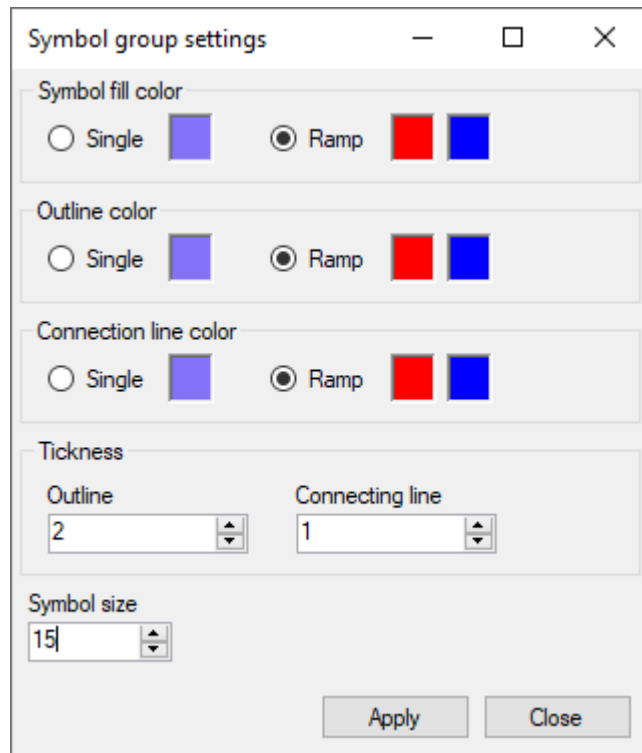 Symbol group settings
Symbol fill color
Single Ramp
Outline color
Single Ramp
Connection line color
Single Ramp
Tickness
Outline Connecting line
2 1
Symbol size
15
Apply Close